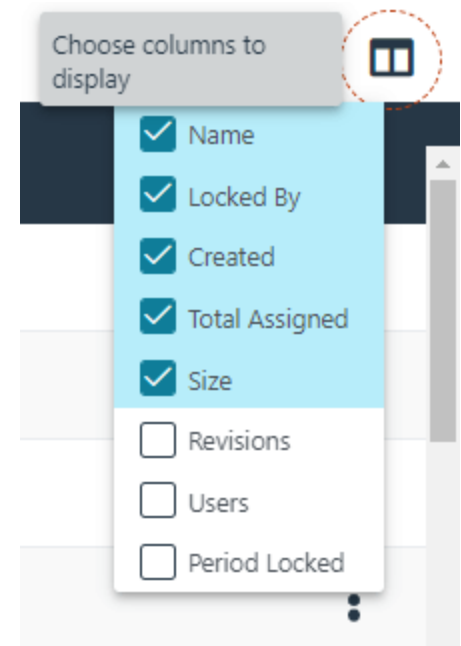 Choose columns to
display
Name
Locked By
Created
Total Assigned
Size
Revisions
Users
Period Locked